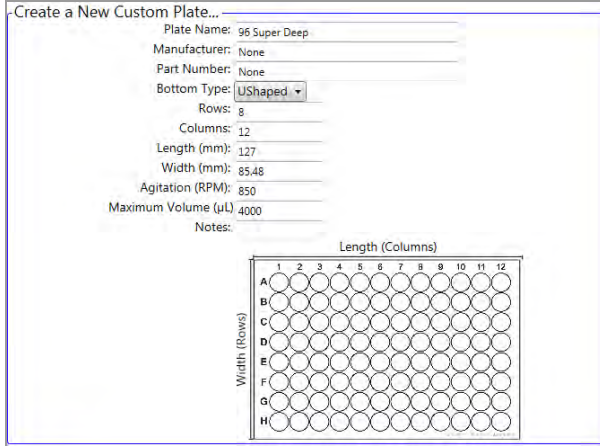 Create a New Custom Plate...
Plate Name: 96 Super Deep
Manufacturer: None
Part Number: None
Bottom Type: UShaped
Rows: 8
Columns: 12
Length (mm): 127
Width (mm): 85.48
Agitation (RPM): 850
Maximum Volume (µL) 4000
Notes:
Length (Columns)
1 2 3 4 5 6 7 8 9 10 11 12
Width (Rows)
A
B
C
D
E
F
G
H